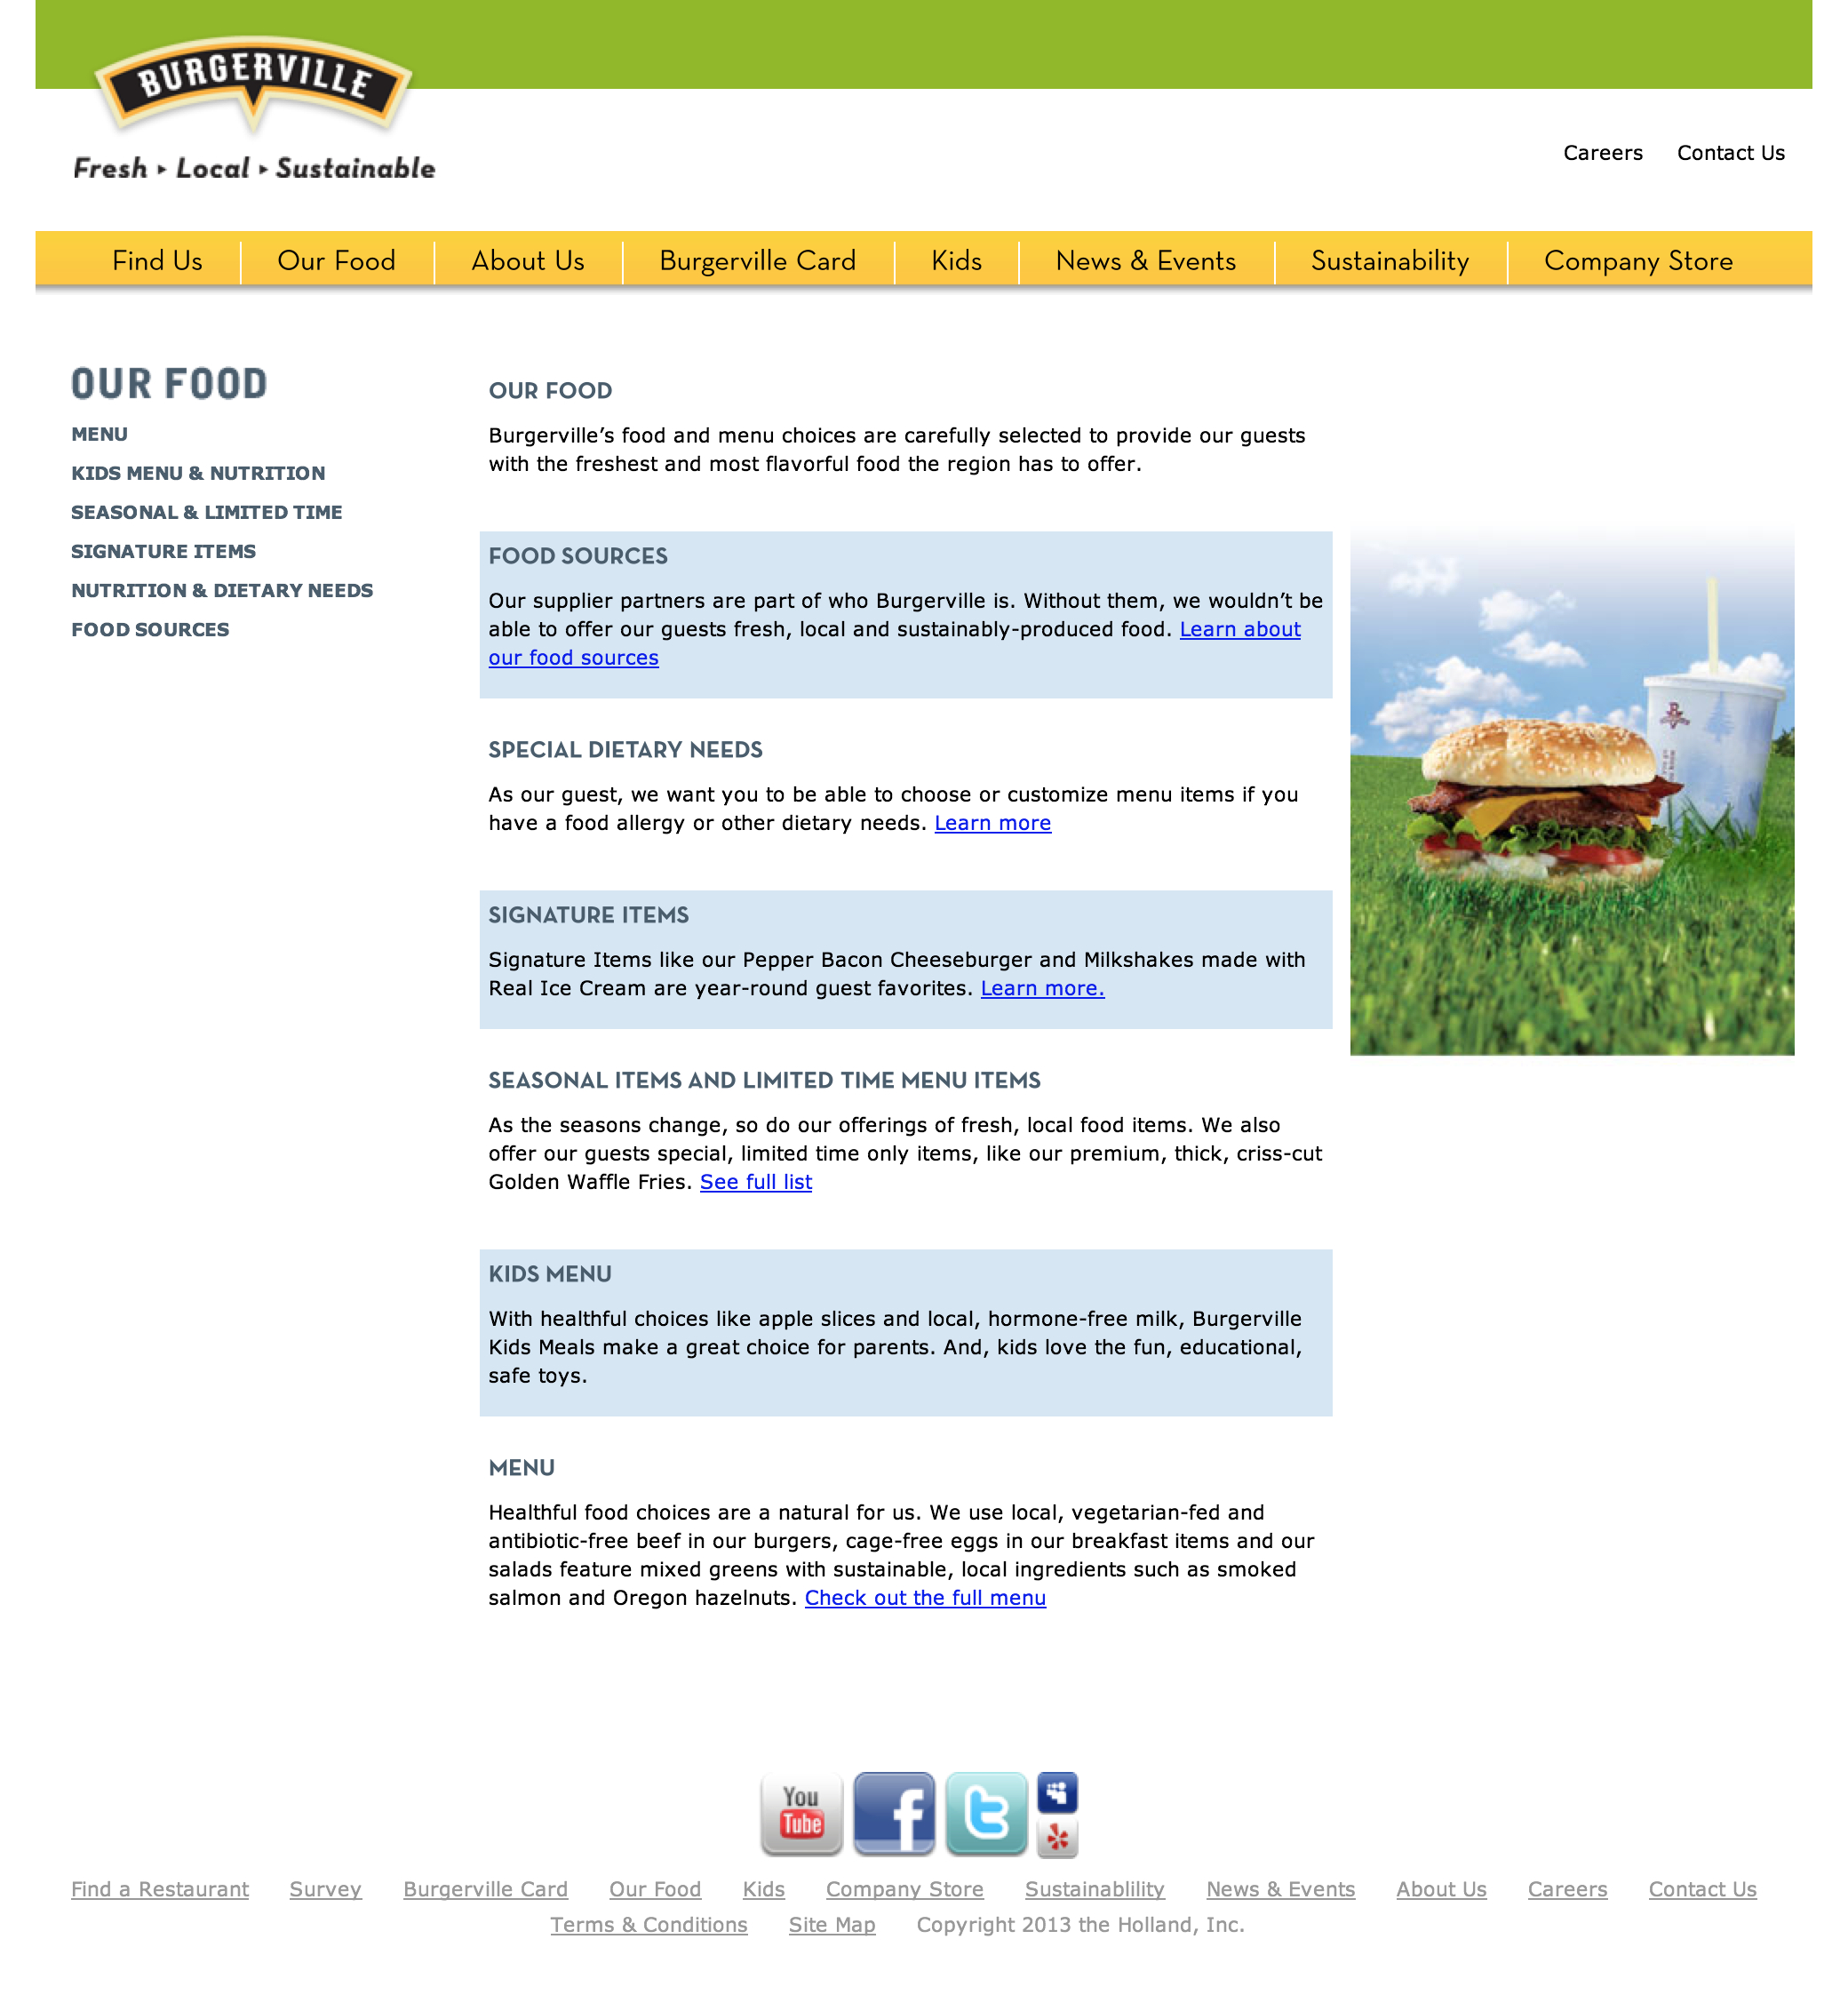 BURGERVILLE
Fresh ▸ Local ▸ Sustainable
Careers Contact Us
Find Us Our Food About Us Burgerville Card Kids News & Events Sustainability Company Store
OUR FOOD
MENU
KIDS MENU & NUTRITION
SEASONAL & LIMITED TIME
SIGNATURE ITEMS
NUTRITION & DIETARY NEEDS
FOOD SOURCES
OUR FOOD
Burgerville’s food and menu choices are carefully selected to provide our guests
with the freshest and most flavorful food the region has to offer.
FOOD SOURCES
Our supplier partners are part of who Burgerville is. Without them, we wouldn’t be
able to offer our guests fresh, local and sustainably-produced food. Learn about
our food sources
SPECIAL DIETARY NEEDS
As our guest, we want you to be able to choose or customize menu items if you
have a food allergy or other dietary needs. Learn more
SIGNATURE ITEMS
Signature Items like our Pepper Bacon Cheeseburger and Milkshakes made with
Real Ice Cream are year-round guest favorites. Learn more.
SEASONAL ITEMS AND LIMITED TIME MENU ITEMS
As the seasons change, so do our offerings of fresh, local food items. We also
offer our guests special, limited time only items, like our premium, thick, criss-cut
Golden Waffle Fries. See full list
KIDS MENU
With healthful choices like apple slices and local, hormone-free milk, Burgerville
Kids Meals make a great choice for parents. And, kids love the fun, educational,
safe toys.
MENU
Healthful food choices are a natural for us. We use local, vegetarian-fed and
antibiotic-free beef in our burgers, cage-free eggs in our breakfast items and our
salads feature mixed greens with sustainable, local ingredients such as smoked
salmon and Oregon hazelnuts. Check out the full menu
You
Tube
Find a Restaurant Survey Burgerville Card Our Food Kids Company Store Sustainablility News & Events About Us Careers Contact Us
Terms & Conditions Site Map Copyright 2013 the Holland, Inc.